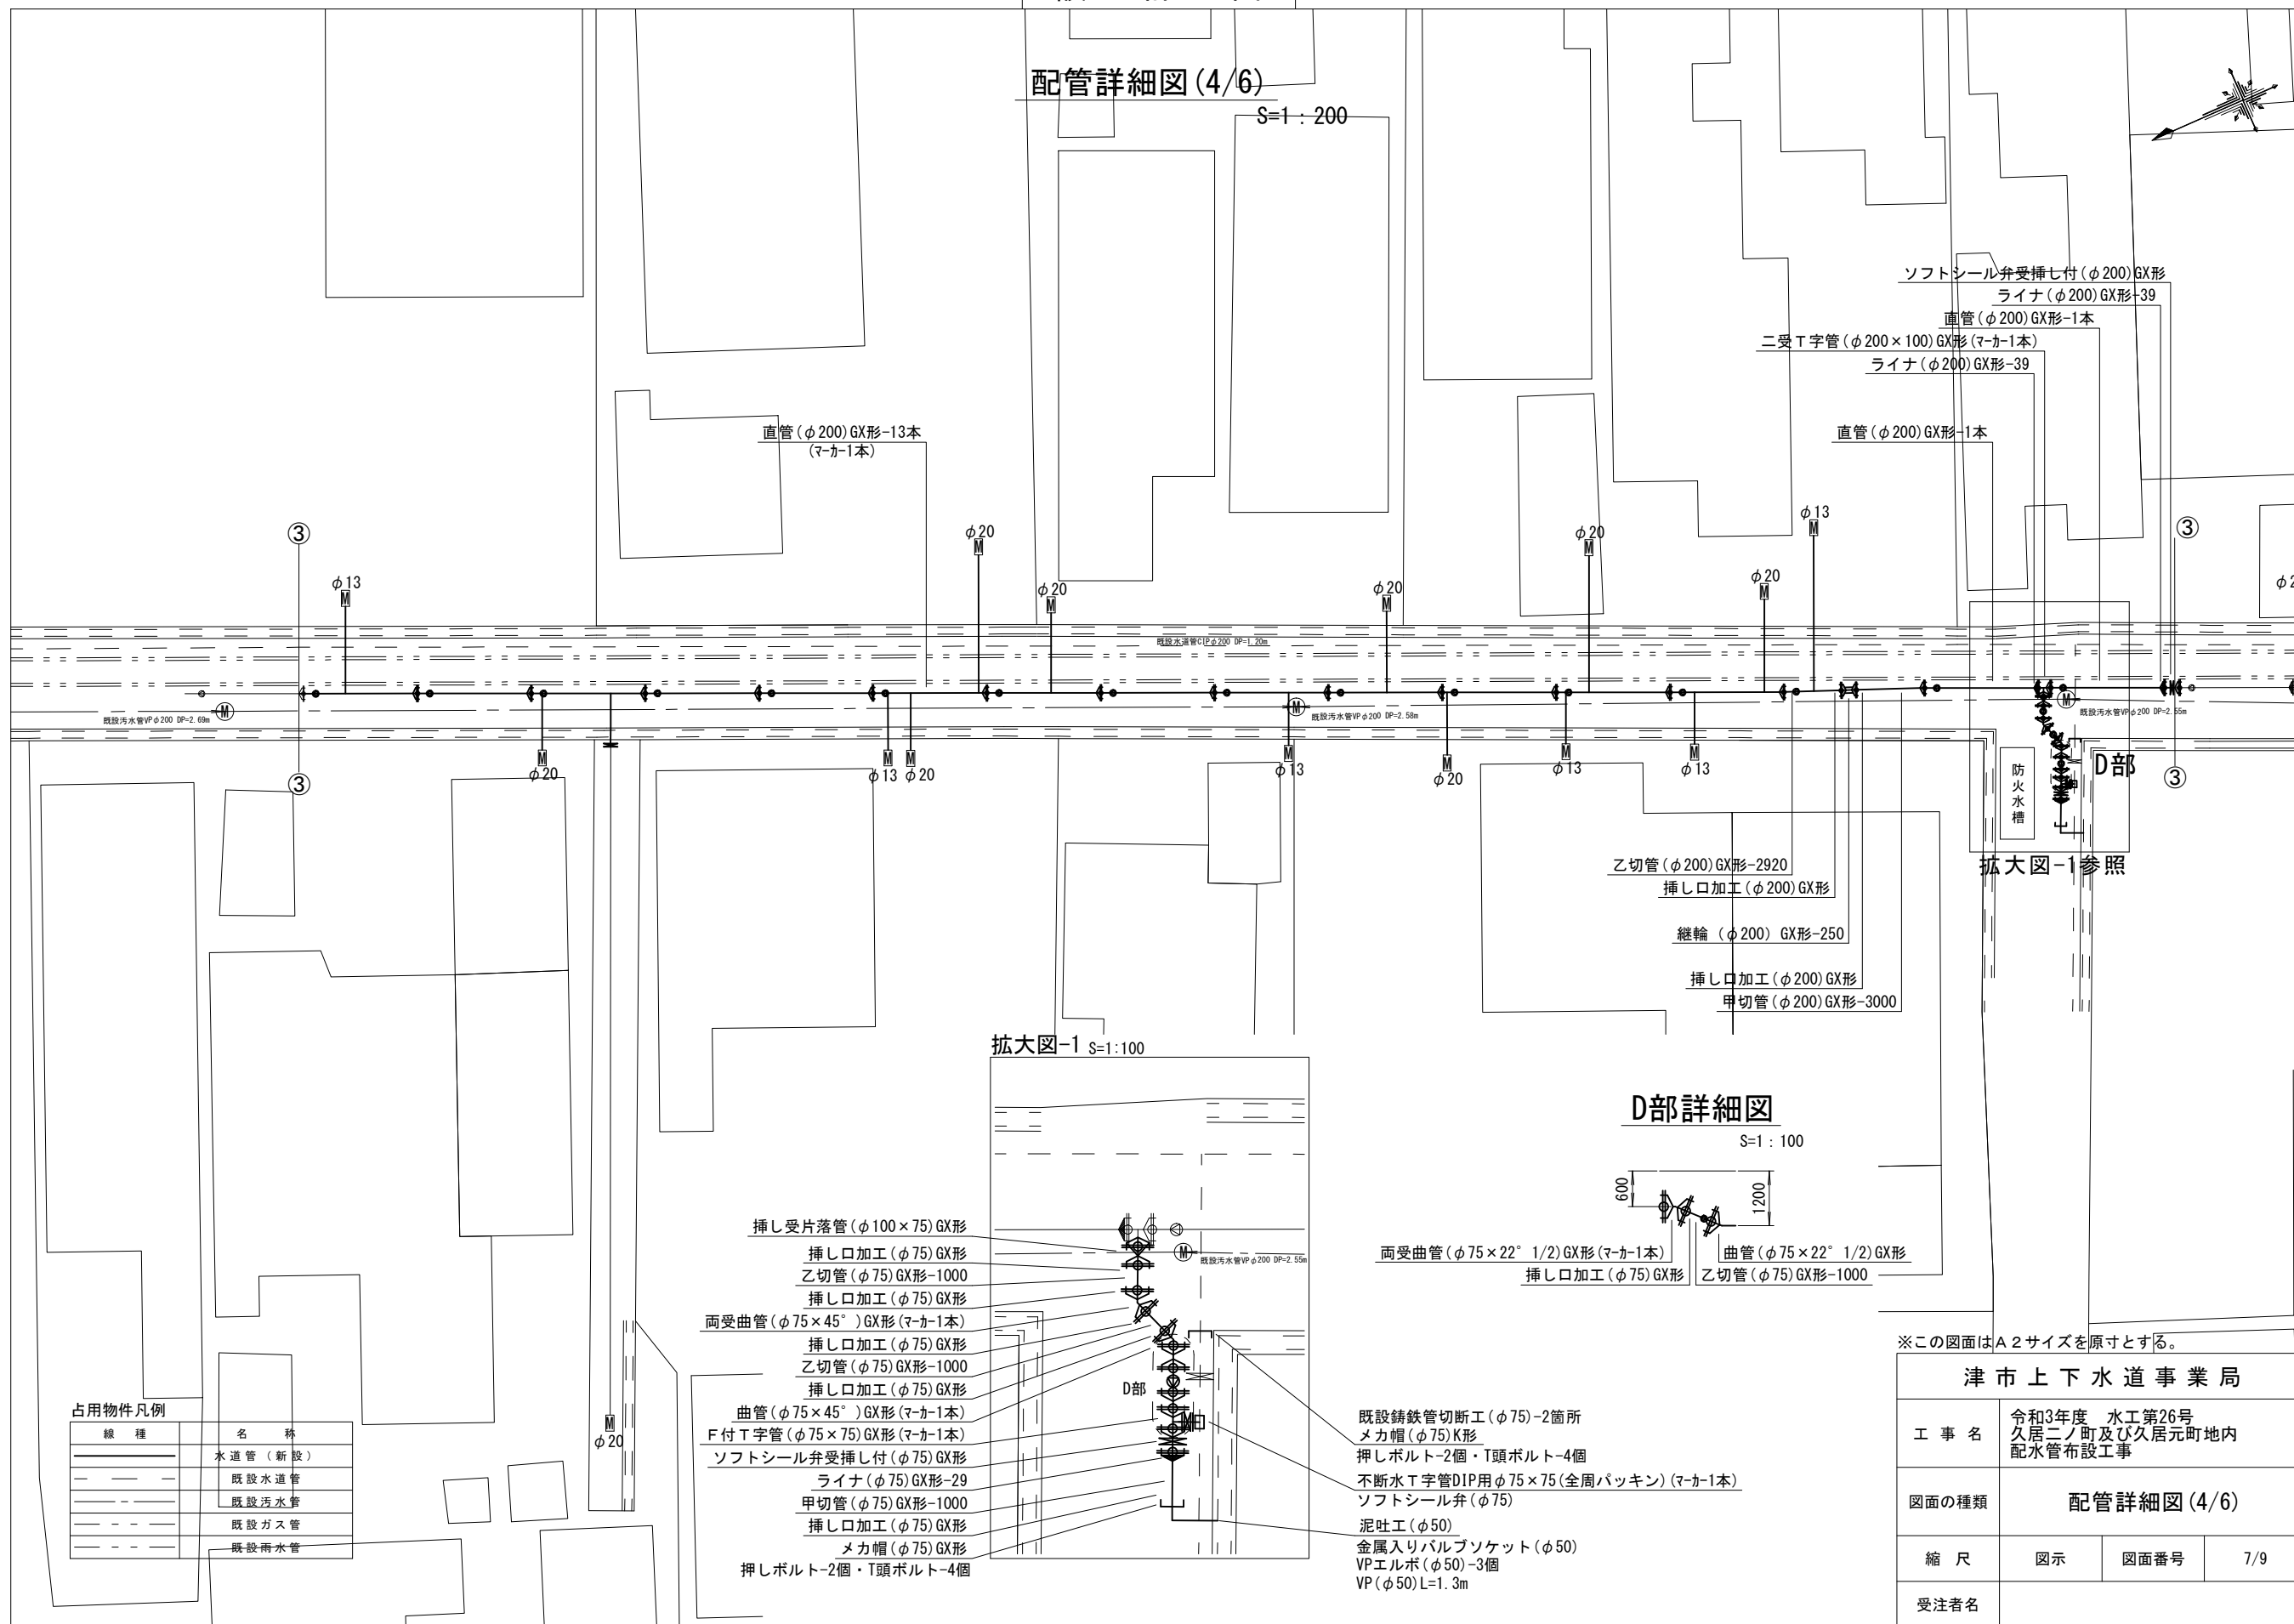 配管詳細図(4/6)
S=1：200
ソフトシール弁受挿し付(φ200)GX形
ライナ(φ200)GX形-39
直管(φ200)GX形-1本
二受Ｔ字管(φ200×100)GX形(ﾏｰｶｰ1本)
ライナ(φ200)GX形-39
直管(φ200)GX形-13本
(ﾏｰｶｰ1本)
直管(φ200)GX形-1本
③
φ13
M
φ20
M
φ20
M
φ20
M
φ20
M
φ20
M
φ13
M
③
既設水道管CIPφ200 DP=1.20m
既設汚水管VPφ200 DP=2.69m
M
M
既設汚水管VPφ200 DP=2.58m
M
既設汚水管VPφ200 DP=2.55m
③
M
φ20
M
φ13
M
φ20
M
φ13
M
φ20
M
φ13
M
φ13
防火水槽
D部
③
拡大図-1参照
乙切管(φ200)GX形-2920
挿し口加工(φ200)GX形
継輪（φ200）GX形-250
挿し口加工(φ200)GX形
甲切管(φ200)GX形-3000
拡大図-1 S=1:100
D部詳細図
S=1：100
600
1200
両受曲管(φ75×22°1/2)GX形(ﾏｰｶｰ1本)
曲管(φ75×22°1/2)GX形
挿し口加工(φ75)GX形
乙切管(φ75)GX形-1000
挿し受片落管(φ100×75)GX形
挿し口加工(φ75)GX形
乙切管(φ75)GX形-1000
挿し口加工(φ75)GX形
両受曲管(φ75×45°)GX形(ﾏｰｶｰ1本)
挿し口加工(φ75)GX形
乙切管(φ75)GX形-1000
挿し口加工(φ75)GX形
曲管(φ75×45°)GX形(ﾏｰｶｰ1本)
Ｆ付Ｔ字管(φ75×75)GX形(ﾏｰｶｰ1本)
ソフトシール弁受挿し付(φ75)GX形
ライナ(φ75)GX形-29
甲切管(φ75)GX形-1000
挿し口加工(φ75)GX形
メカ帽(φ75)GX形
押しボルト-2個・T頭ボルト-4個
M
既設汚水管VPφ200 DP=2.55m
D部
M
既設鋳鉄管切断工(φ75)-2箇所
メカ帽(φ75)K形
押しボルト-2個・T頭ボルト-4個
不断水Ｔ字管DIP用φ75×75(全周パッキン)(ﾏｰｶｰ1本)
ソフトシール弁(φ75)
泥吐工(φ50)
金属入りバルブソケット(φ50)
VPエルボ(φ50)-3個
VP(φ50)L=1.3m
M
φ20
占用物件凡例
線　種　名　称
水道管（新設）
既設水道管
既設汚水管
既設ガス管
既設雨水管
※この図面はＡ２サイズを原寸とする。
津市上下水道事業局
工事名
令和3年度　水工第26号
久居二ノ町及び久居元町地内
配水管布設工事
図面の種類　配管詳細図(4/6)
縮尺　図示　図面番号　7/9
受注者名